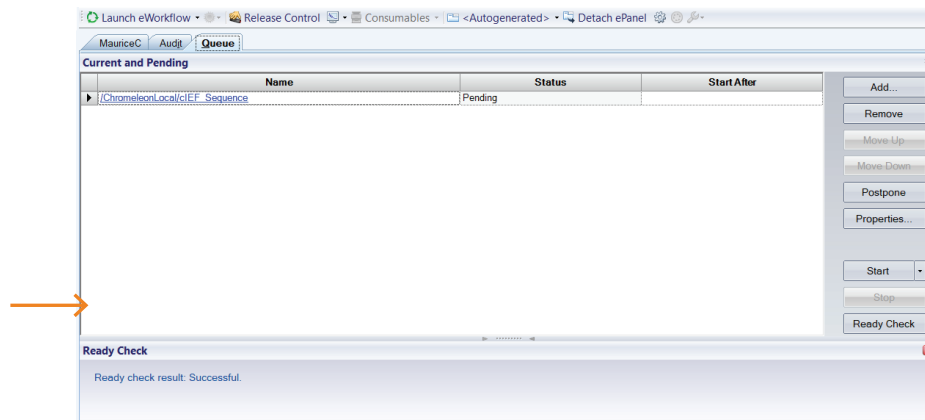 Launch eWorkflow Release Control Consumables <Autogenerated> Detach ePanel
MauriceC Audit Queue
Current and Pending
Name Status Start After
/ChromeleonLocal/cIEF_Sequence Pending
Add...
Remove
Move Up
Move Down
Postpone
Properties...
Start
Stop
Ready Check
Ready Check
Ready check result: Successful.